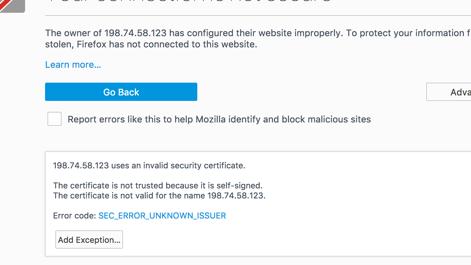 The owner of 198.74.58.123 has configured their website improperly. To protect your information f
stolen, Firefox has not connected to this website.
Learn more...
Go Back
Adva
Report errors like this to help Mozilla identify and block malicious sites
198.74.58.123 uses an invalid security certificate.
The certificate is not trusted because it is self-signed.
The certificate is not valid for the name 198.74.58.123.
Error code: SEC_ERROR_UNKNOWN_ISSUER
Add Exception...